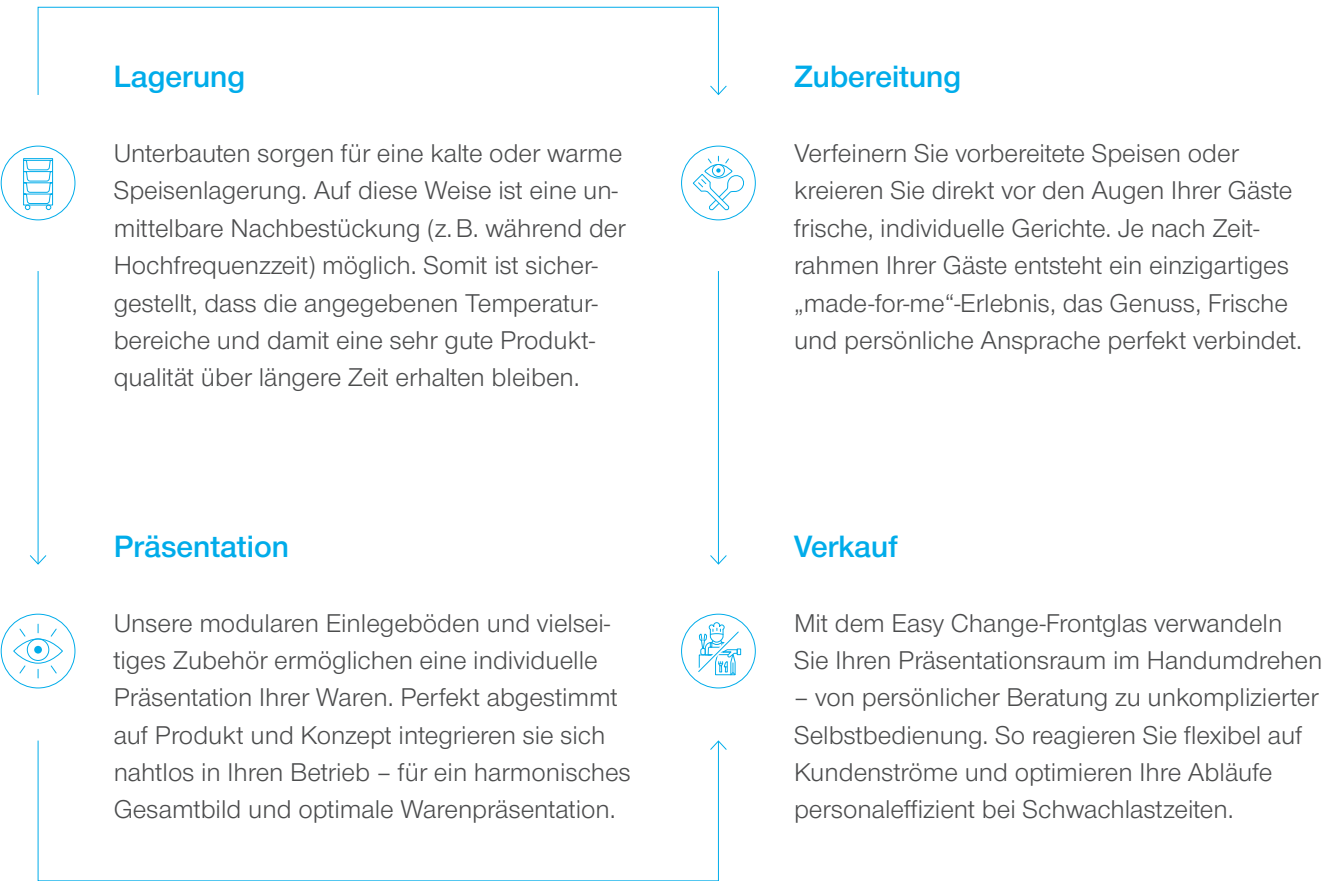 Lagerung
Unterbauten sorgen für eine kalte oder warme
Speisenlagerung. Auf diese Weise ist eine un-
mittelbare Nachbestückung (z. B. während der
Hochfrequenzzeit) möglich. Somit ist sicher-
gestellt, dass die angegebenen Temperatur-
bereiche und damit eine sehr gute Produkt-
qualität über längere Zeit erhalten bleiben.
Zubereitung
Verfeinern Sie vorbereitete Speisen oder
kreieren Sie direkt vor den Augen Ihrer Gäste
frische, individuelle Gerichte. Je nach Zeit-
rahmen Ihrer Gäste entsteht ein einzigartiges
„made-for-me“-Erlebnis, das Genuss, Frische
und persönliche Ansprache perfekt verbindet.
Präsentation
Unsere modularen Einlegeböden und vielsei-
tiges Zubehör ermöglichen eine individuelle
Präsentation Ihrer Waren. Perfekt abgestimmt
auf Produkt und Konzept integrieren sie sich
nahtlos in Ihren Betrieb – für ein harmonisches
Gesamtbild und optimale Warenpräsentation.
Verkauf
Mit dem Easy Change-Frontglas verwandeln
Sie Ihren Präsentationsraum im Handumdrehen
– von persönlicher Beratung zu unkomplizierter
Selbstbedienung. So reagieren Sie flexibel auf
Kundenströme und optimieren Ihre Abläufe
personaleffizient bei Schwachlastzeiten.